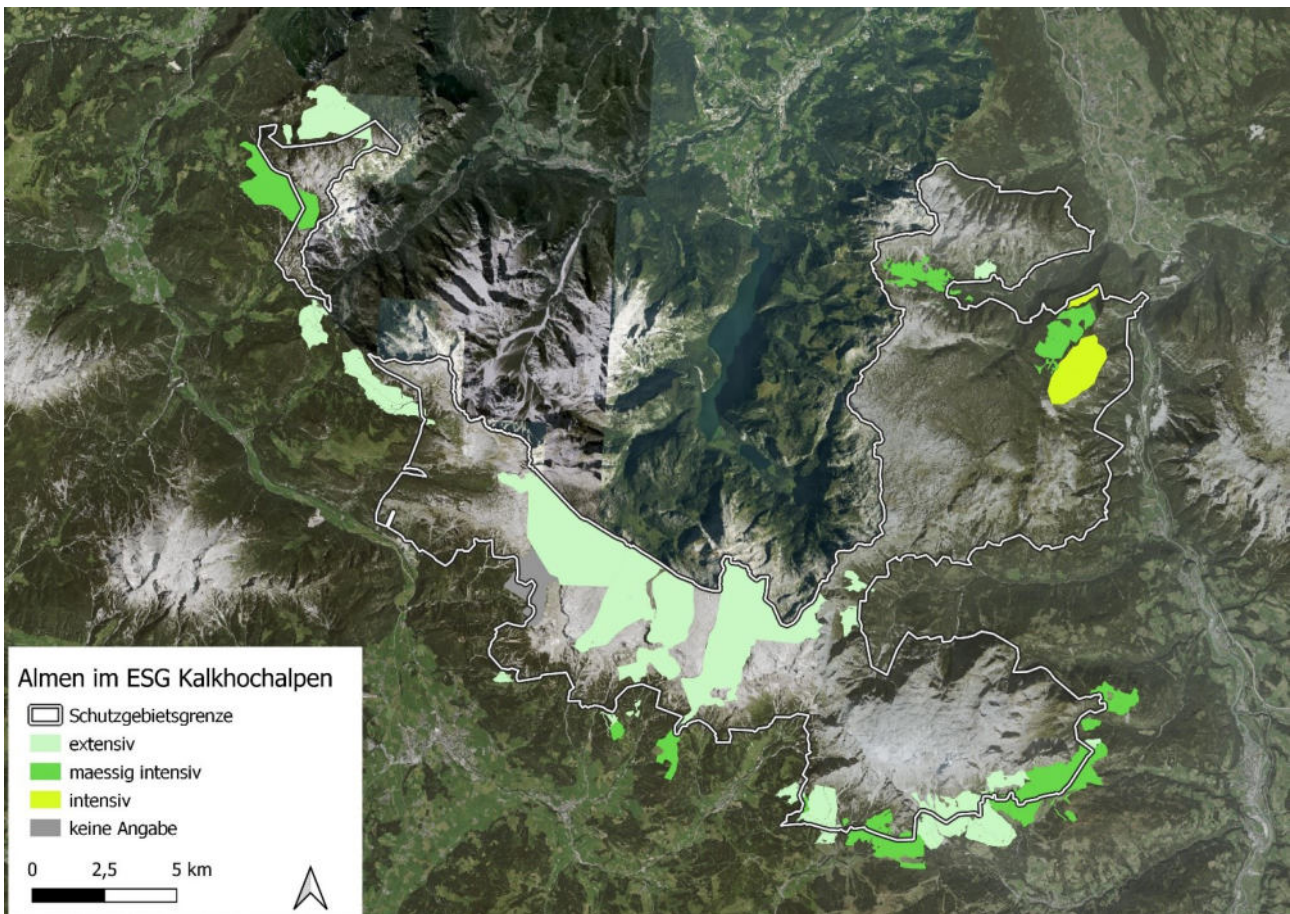 Almen im ESG Kalkhochalpen
Schutzgebietsgrenze
extensiv
maessig intensiv
intensiv
keine Angabe
0 2,5 5 km